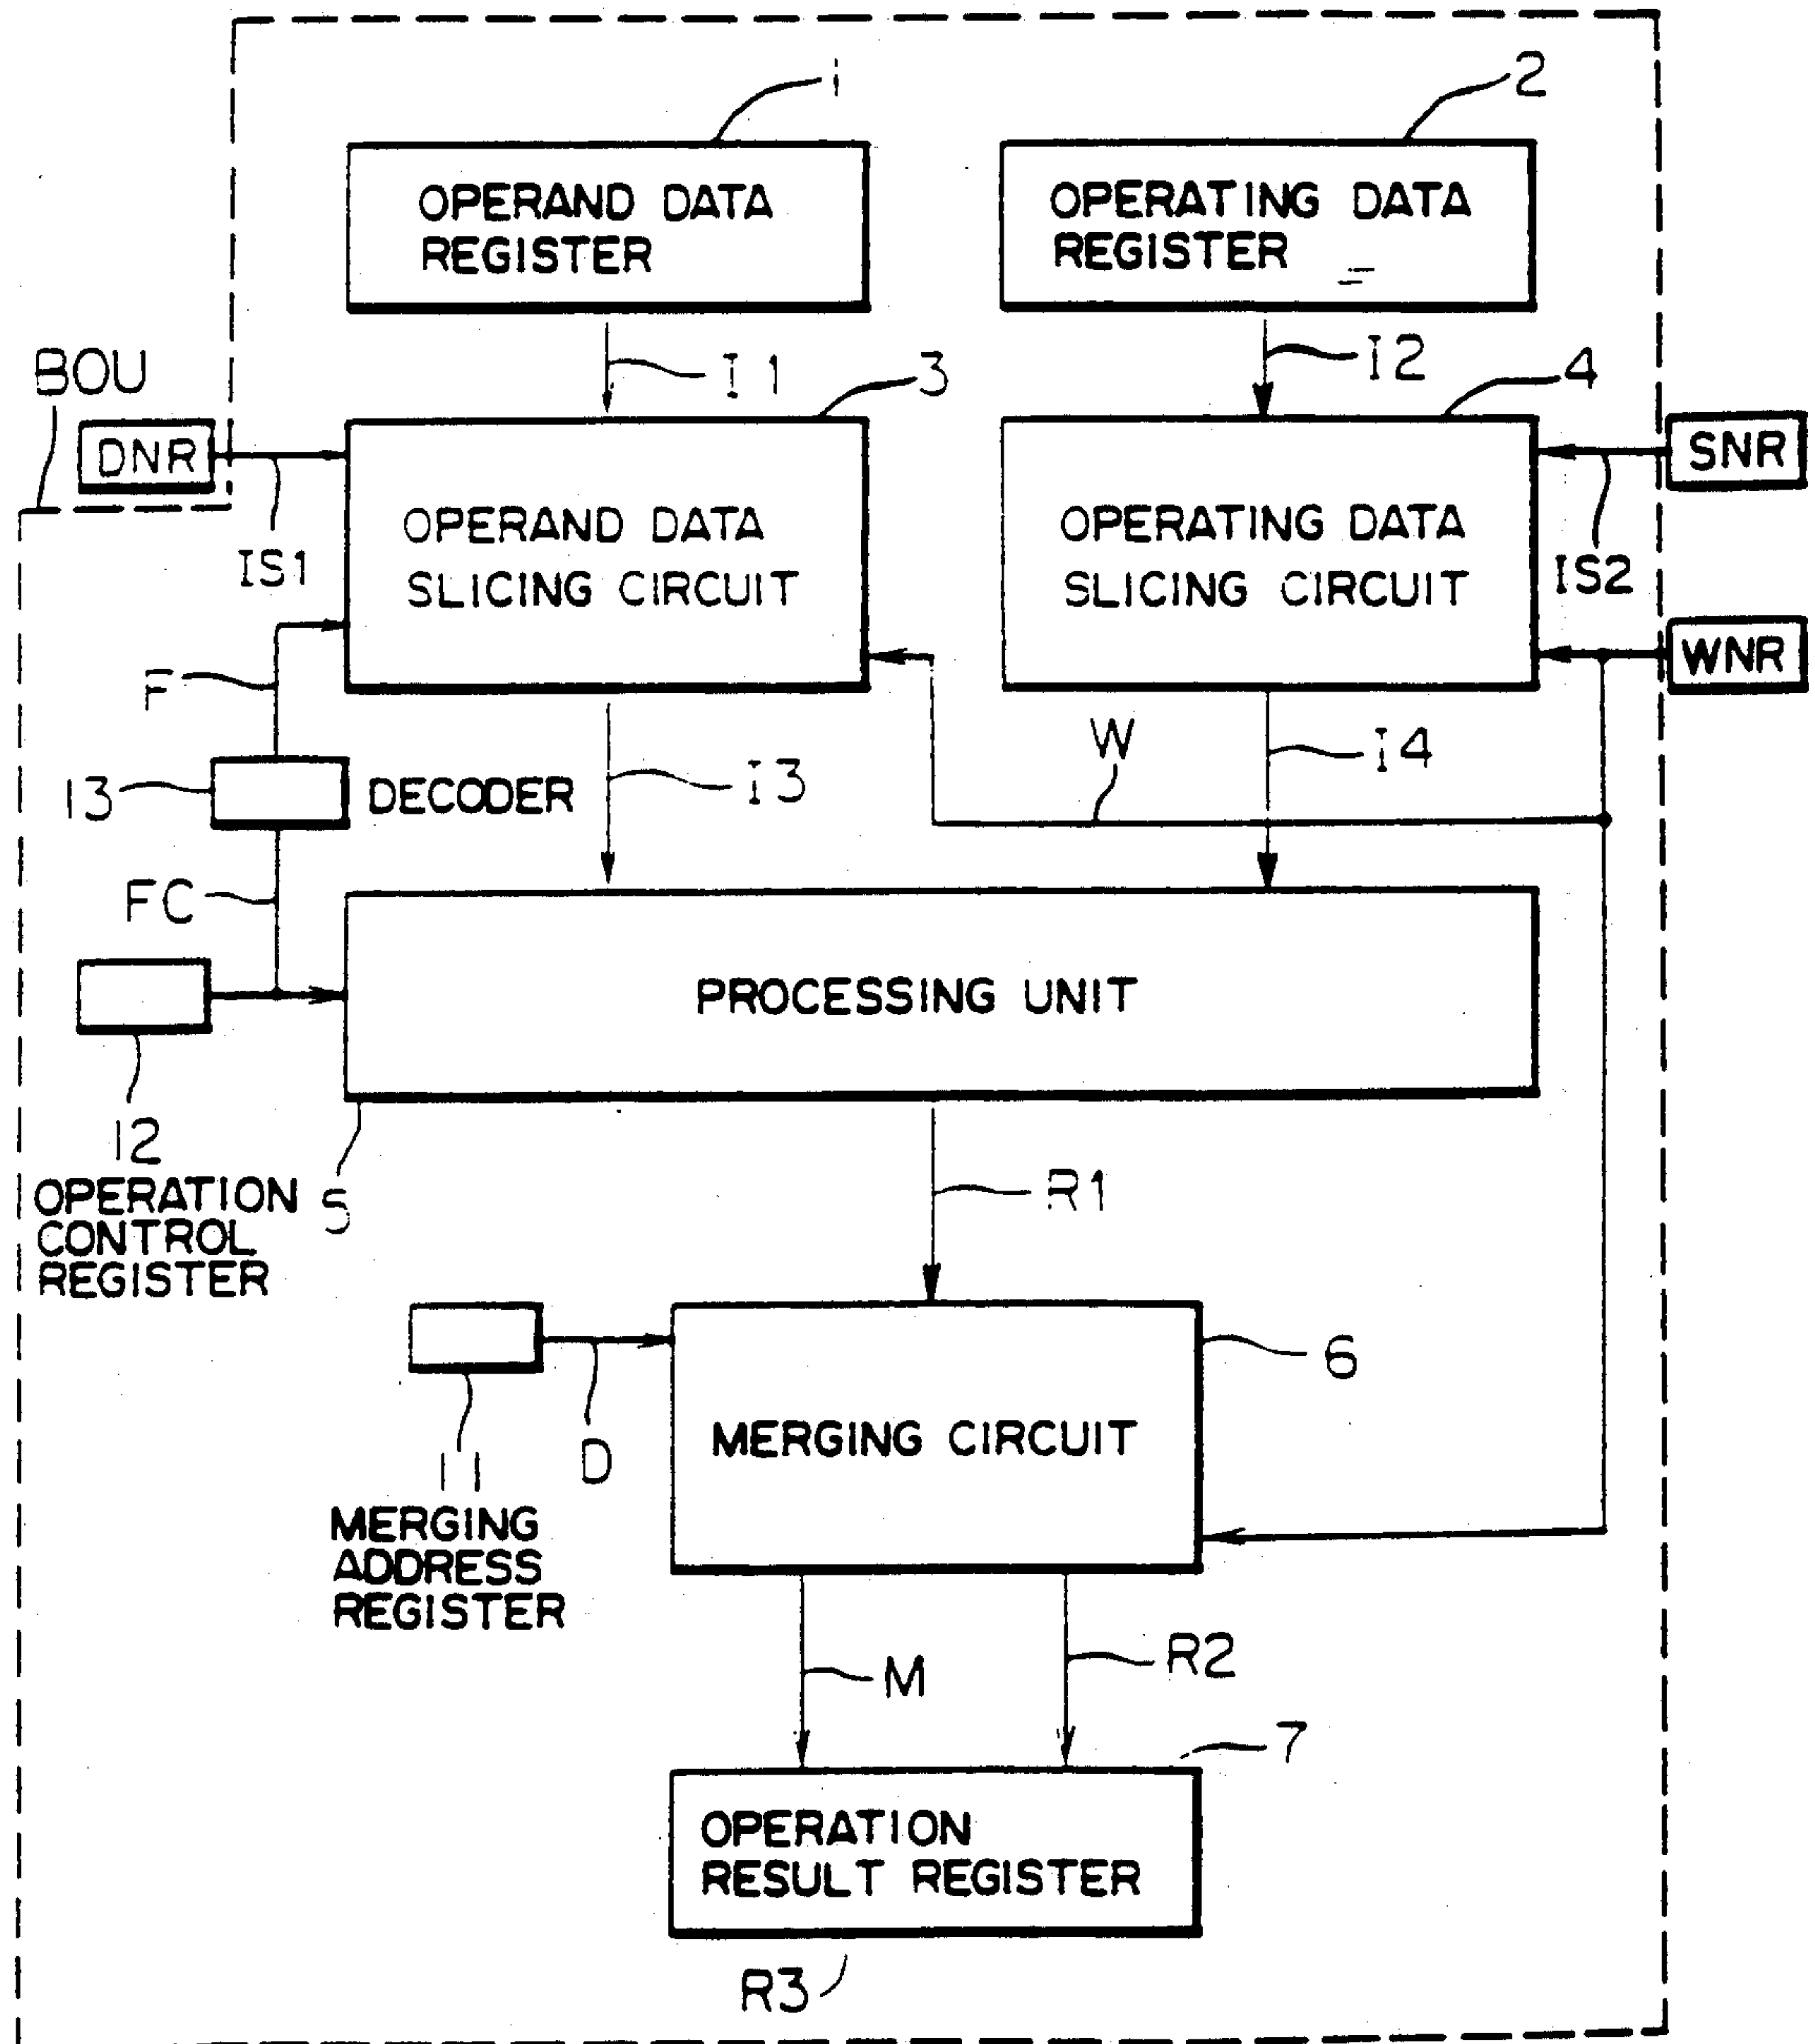 1
2
OPERAND DATA
REGISTER
OPERATING DATA
REGISTER
BOU
I1
3
I2
4
DNR
SNR
IS1
OPERAND DATA
SLICING CIRCUIT
OPERATING DATA
SLICING CIRCUIT
IS2
WNR
F
W
I4
13
DECODER
I3
FC
PROCESSING UNIT
12
OPERATION
CONTROL
REGISTER
5
R1
6
MERGING CIRCUIT
11
D
MERGING
ADDRESS
REGISTER
M
R2
7
OPERATION
RESULT REGISTER
R3